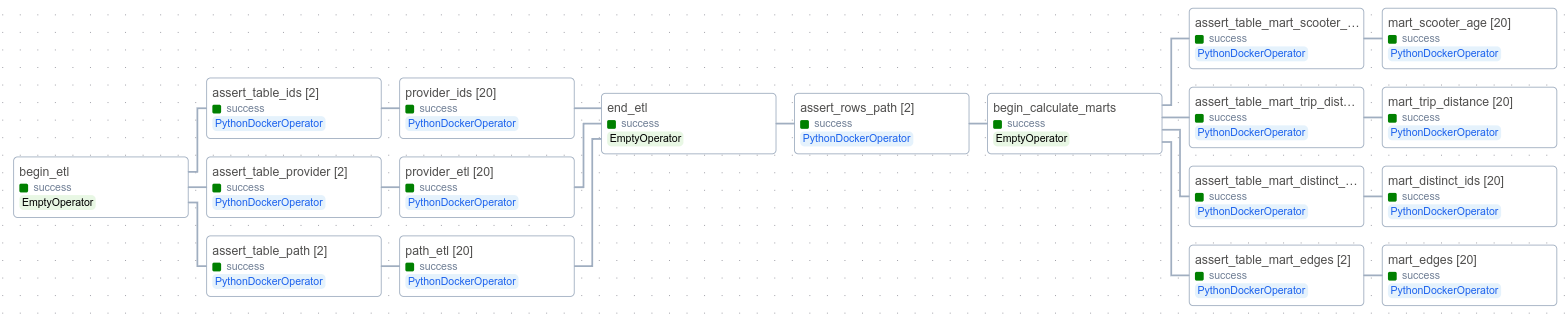 begin_etl
success
EmptyOperator
assert_table_ids [2]
success
PythonDockerOperator
assert_table_provider [2]
success
PythonDockerOperator
assert_table_path [2]
success
PythonDockerOperator
provider_ids [20]
success
PythonDockerOperator
provider_etl [20]
success
PythonDockerOperator
path_etl [20]
success
PythonDockerOperator
end_etl
success
EmptyOperator
assert_rows_path [2]
success
PythonDockerOperator
begin_calculate_marts
success
EmptyOperator
assert_table_mart_scooter_...
success
PythonDockerOperator
assert_table_mart_trip_dist...
success
PythonDockerOperator
assert_table_mart_distinct_...
success
PythonDockerOperator
assert_table_mart_edges [2]
success
PythonDockerOperator
mart_scooter_age [20]
success
PythonDockerOperator
mart_trip_distance [20]
success
PythonDockerOperator
mart_distinct_ids [20]
success
PythonDockerOperator
mart_edges [20]
success
PythonDockerOperator